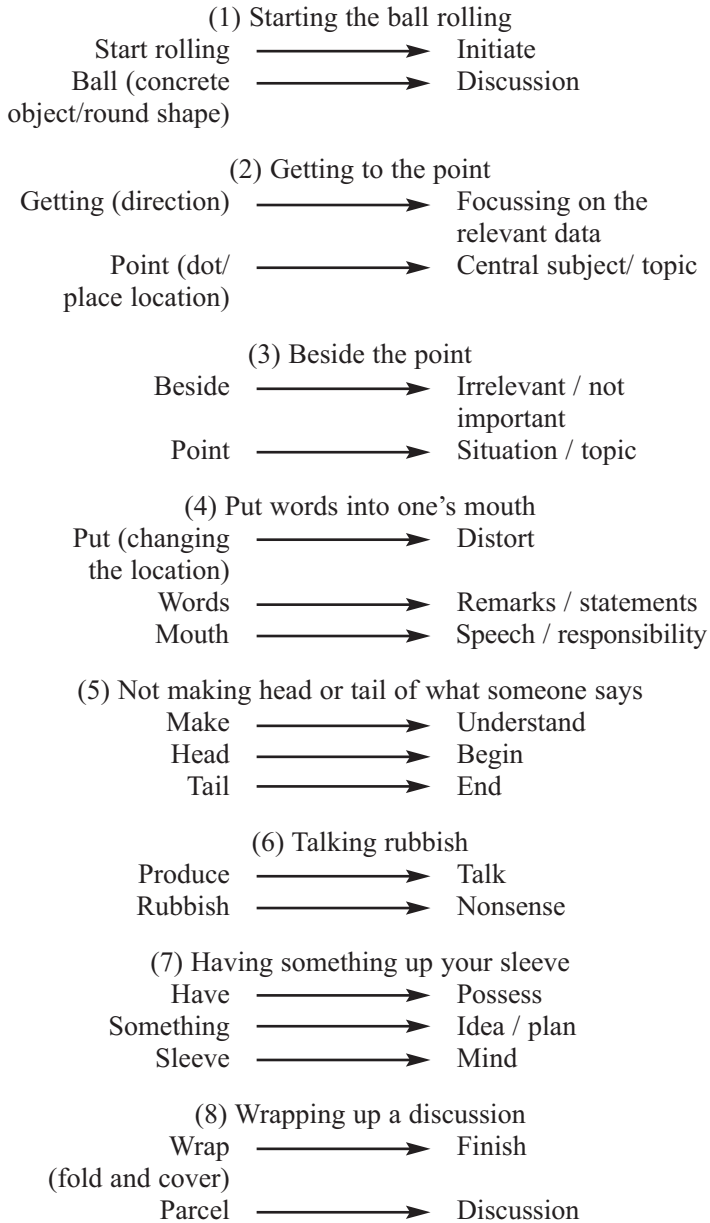 (1) Starting the ball rolling
Start rolling Initiate
Ball (concrete Discussion
object/round shape)
(2) Getting to the point
Getting (direction) Focussing on the
relevant data
Point (dot/ Central subject/ topic
place location)
(3) Beside the point
Beside Irrelevant / not
important
Point Situation / topic
(4) Put words into one’s mouth
Put (changing Distort
the location)
Words Remarks / statements
Mouth Speech / responsibility
(5) Not making head or tail of what someone says
Make Understand
Head Begin
Tail End
(6) Talking rubbish
Produce Talk
Rubbish Nonsense
(7) Having something up your sleeve
Have Possess
Something Idea / plan
Sleeve Mind
(8) Wrapping up a discussion
Wrap Finish
(fold and cover)
Parcel Discussion